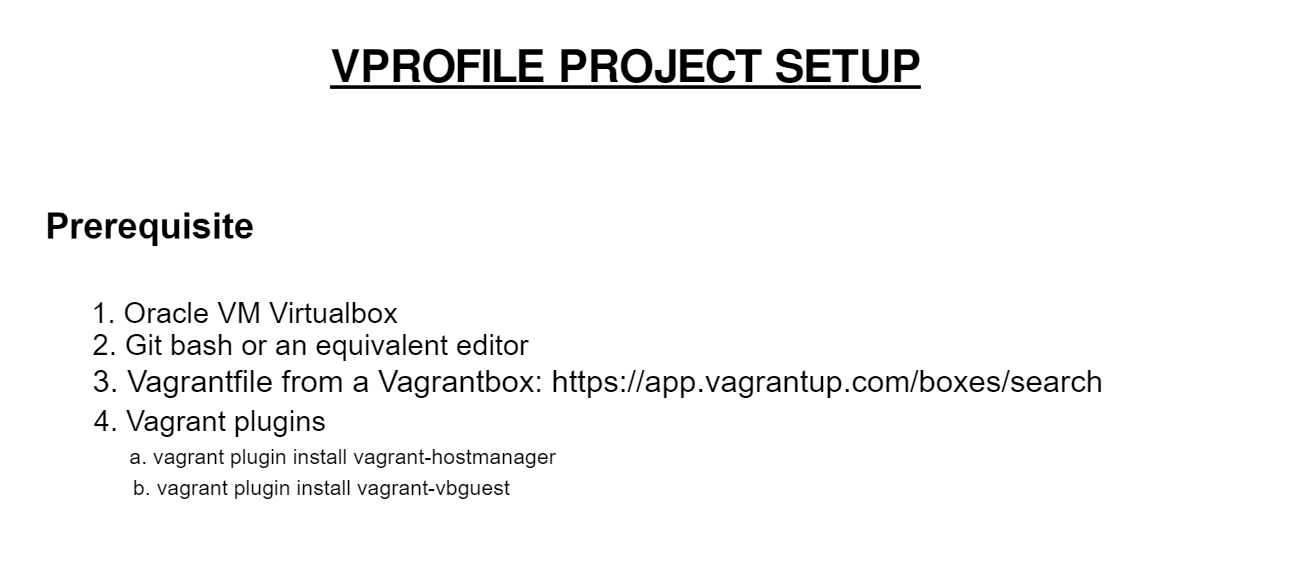 VPROFILE PROJECT SETUP
Prerequisite
1. Oracle VM Virtualbox
2. Git bash or an equivalent editor
3. Vagrantfile from a Vagrantbox: https://app.vagrantup.com/boxes/search
4. Vagrant plugins
a. vagrant plugin install vagrant-hostmanager
b. vagrant plugin install vagrant-vbguest